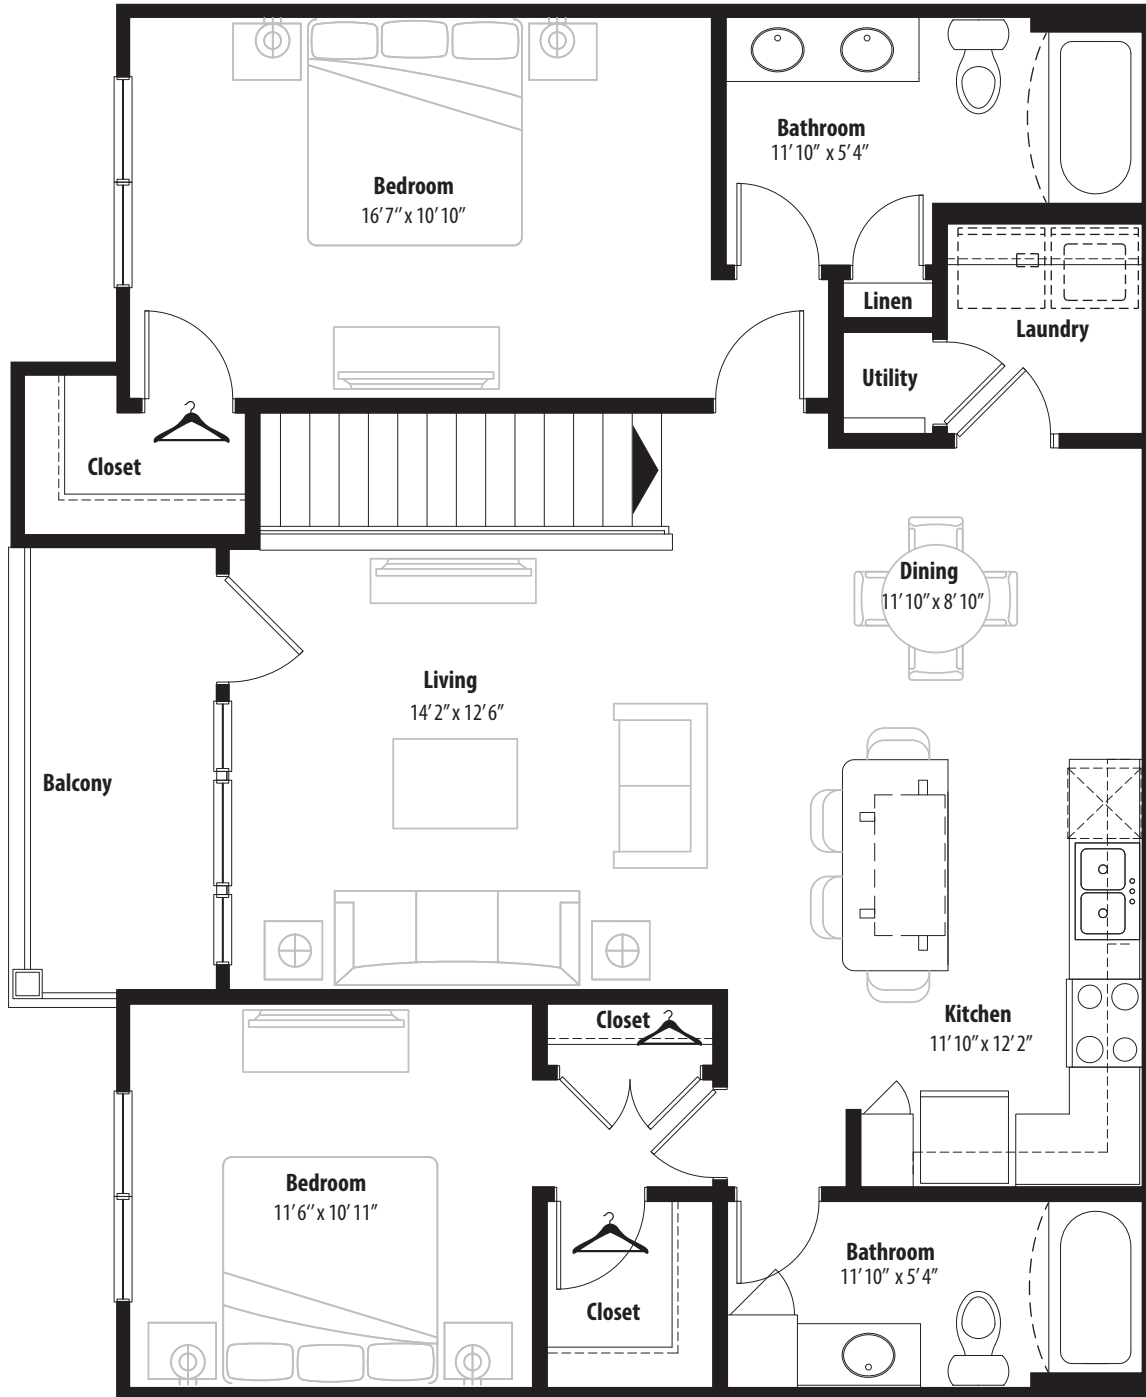 Bathroom
11’10” x 5’4”
Bedroom
16’7” x 10’10”
Linen
Laundry
Utility
Closet
Dining
11’10” x 8’10”
Living
14’2” x 12’6”
Balcony
Kitchen
11’10” x 12’2”
Closet
Bedroom
11’6” x 10’11”
Bathroom
11’10” x 5’4”
Closet